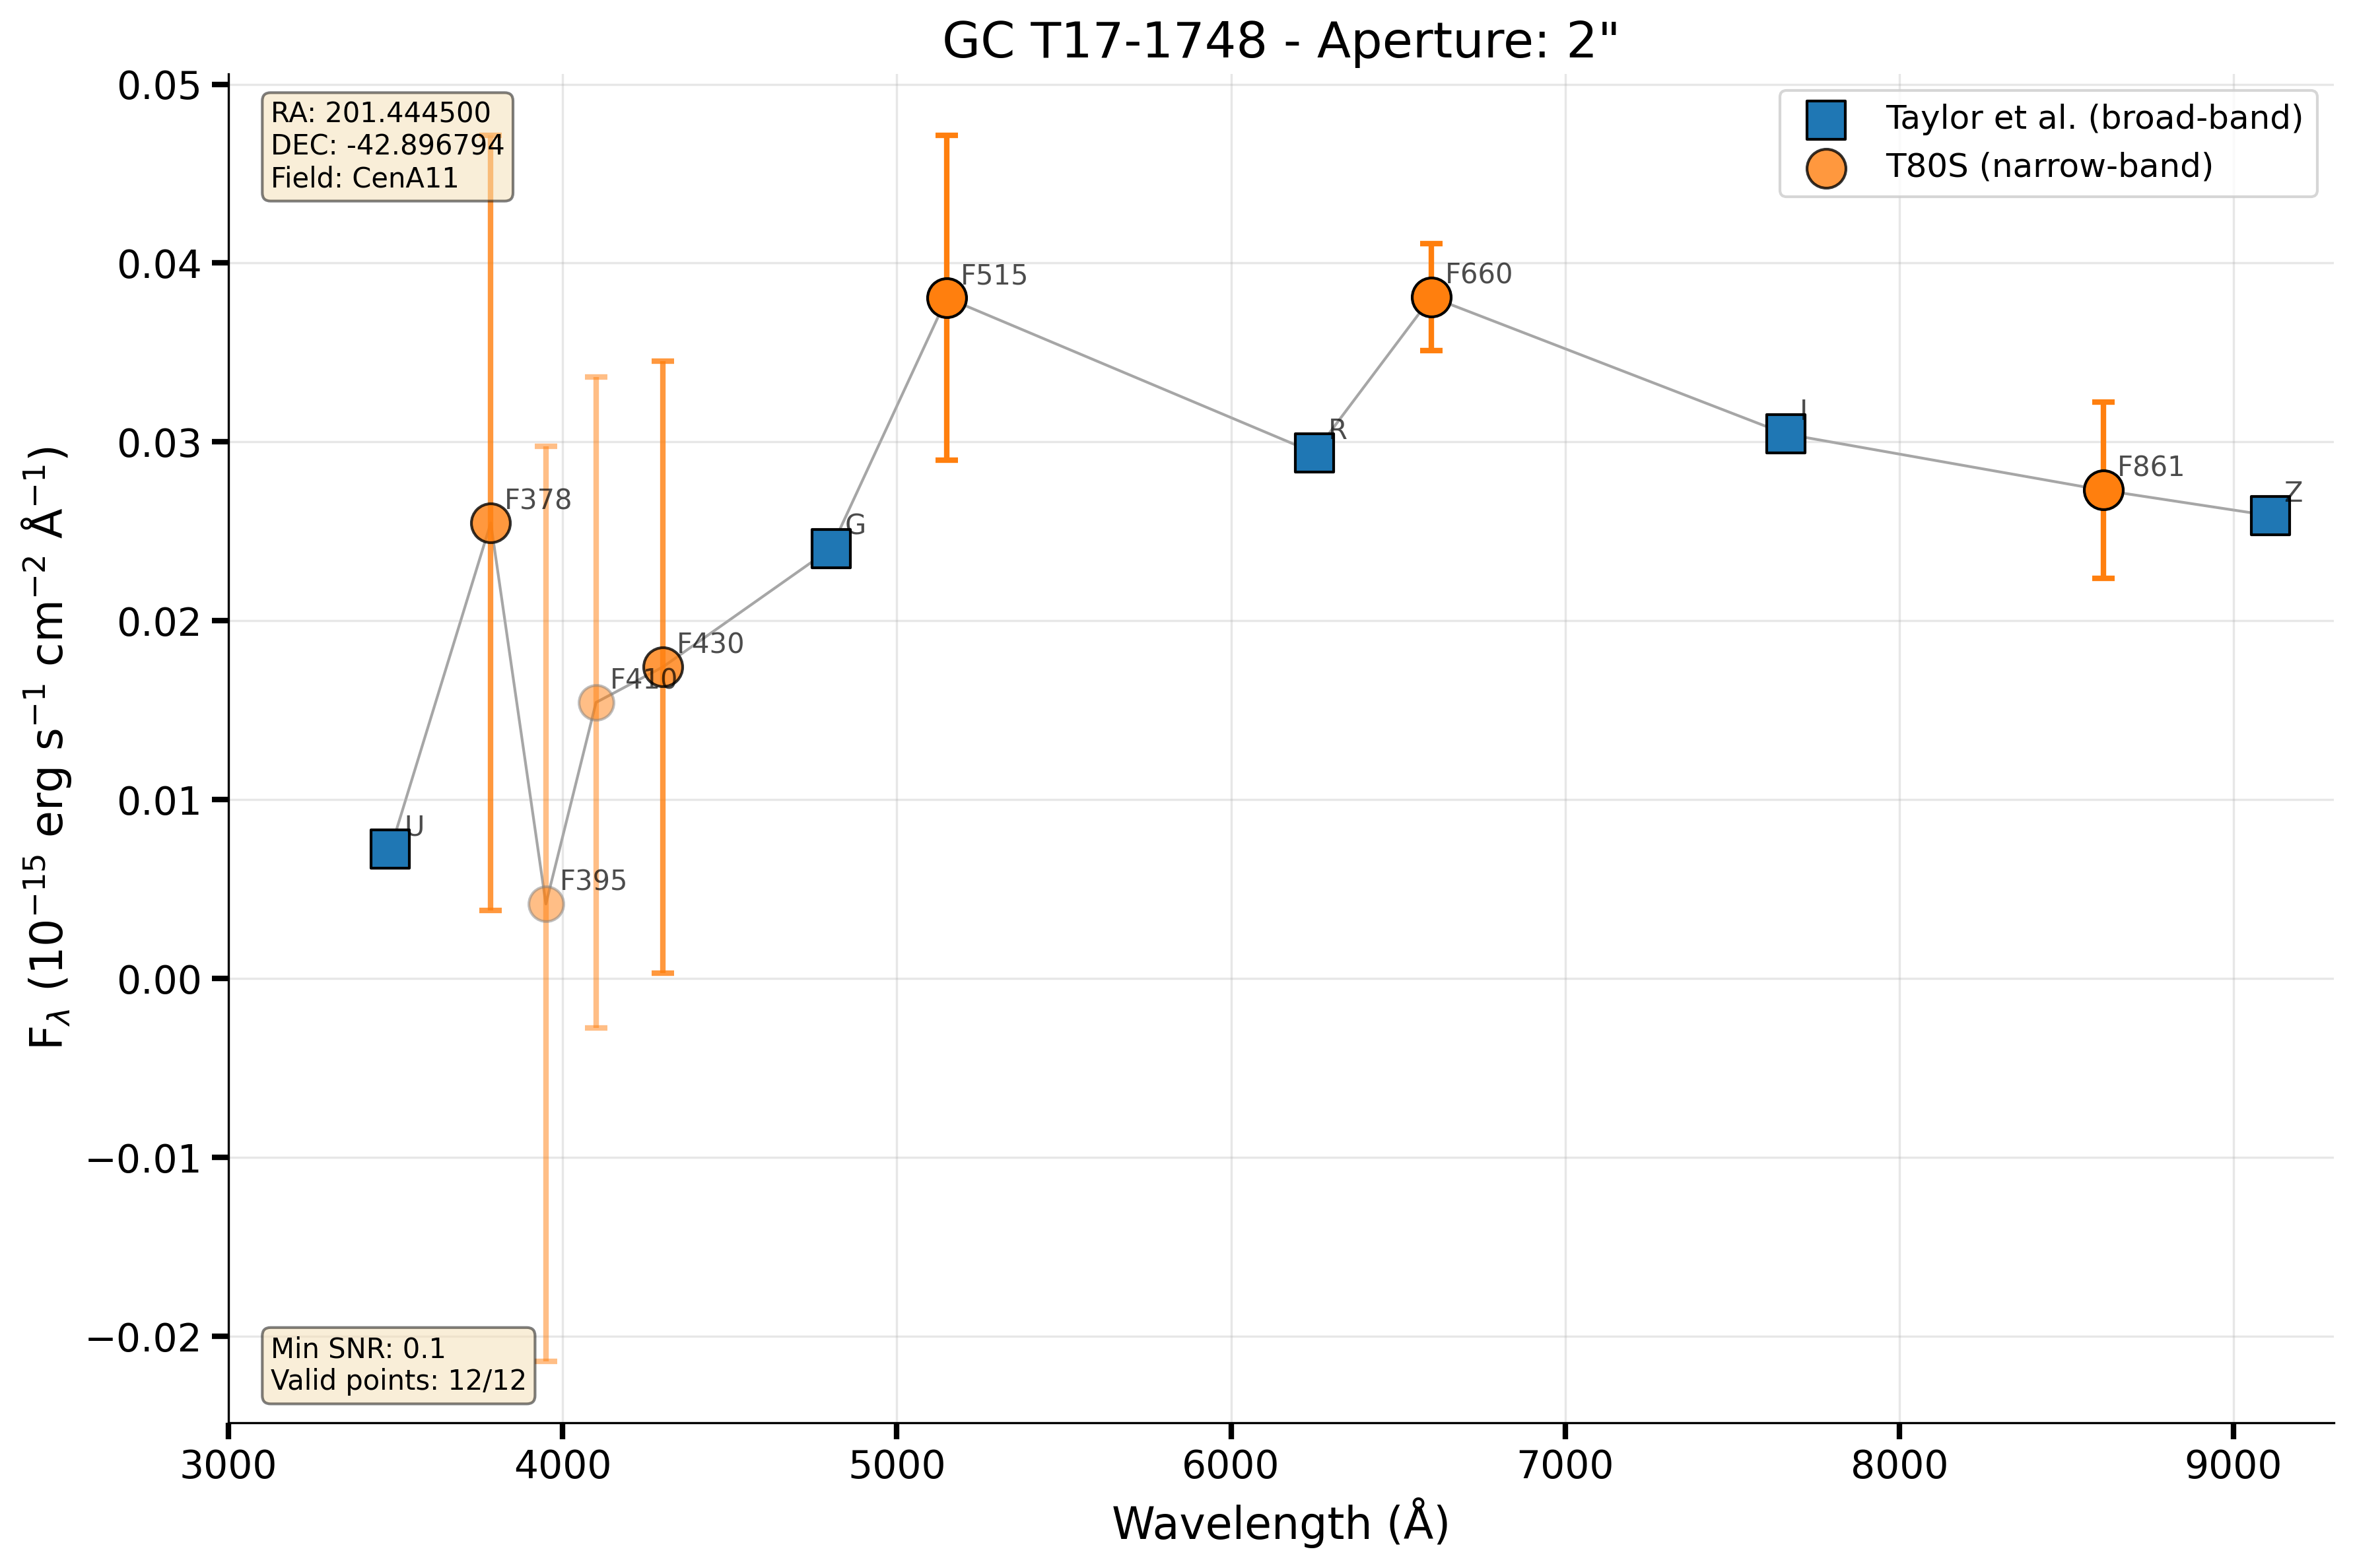 GC T17-1748 - Aperture: 2"
RA: 201.444500
DEC: -42.896794
Field: CenA11
Taylor et al. (broad-band)
T80S (narrow-band)
0.05
0.04
0.03
0.02
0.01
0.00
−0.01
−0.02
F_λ (10⁻¹⁵ erg s⁻¹ cm⁻² Å⁻¹)
F515
F660
R
I
F861
Z
F378
G
F430
F410
U
F395
Min SNR: 0.1
Valid points: 12/12
3000 4000 5000 6000 7000 8000 9000
Wavelength (Å)